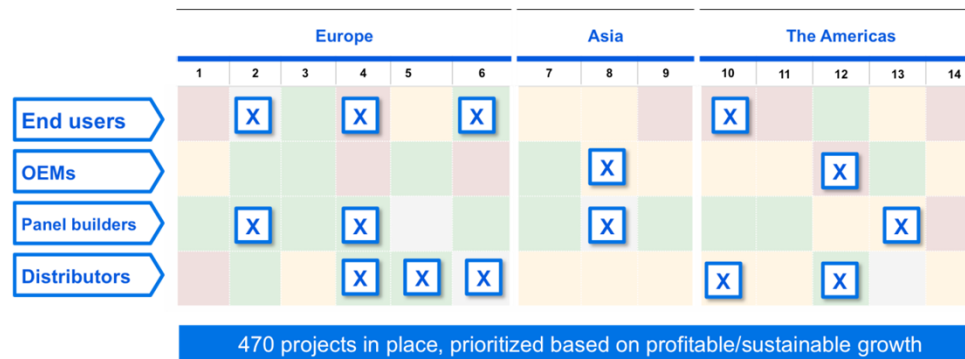 Europe Asia The Americas
1 2 3 4 5 6 7 8 9 10 11 12 13 14
End users X X X X
OEMs X X
Panel builders X X X X
Distributors X X X X X
470 projects in place, prioritized based on profitable/sustainable growth